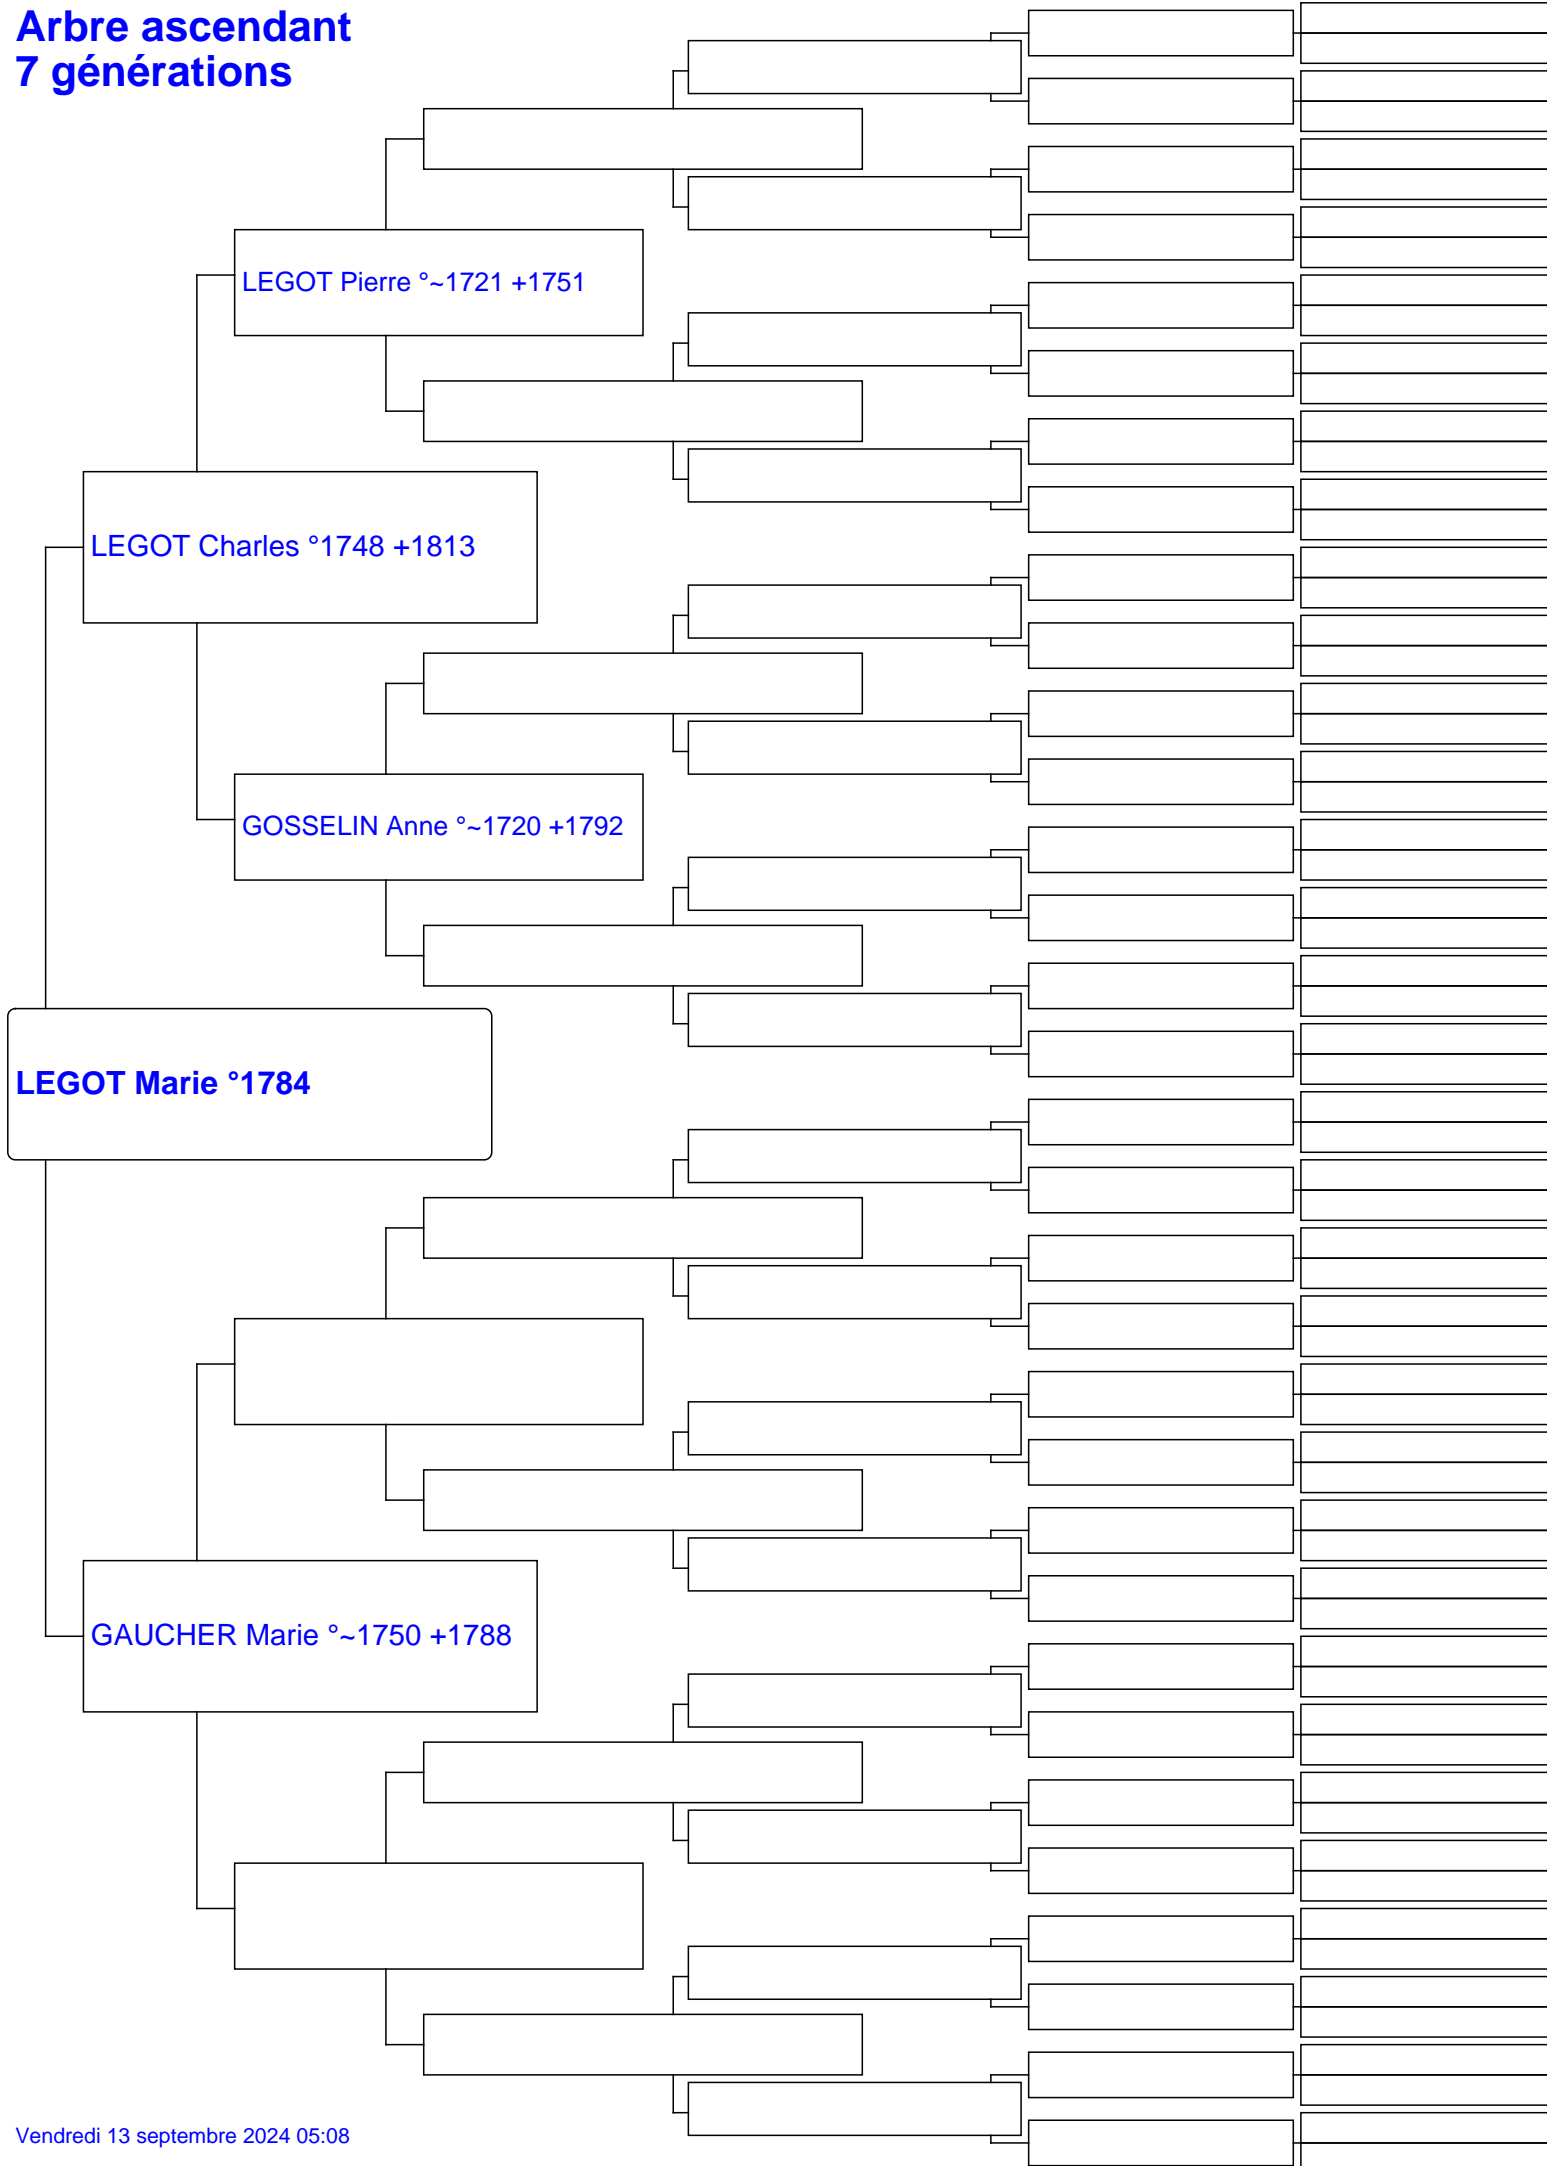 Arbre ascendant
7 générations
LEGOT Pierre °~1721 +1751
LEGOT Charles °1748 +1813
GOSSELIN Anne °~1720 +1792
LEGOT Marie °1784
GAUCHER Marie °~1750 +1788
Vendredi 13 septembre 2024 05:08